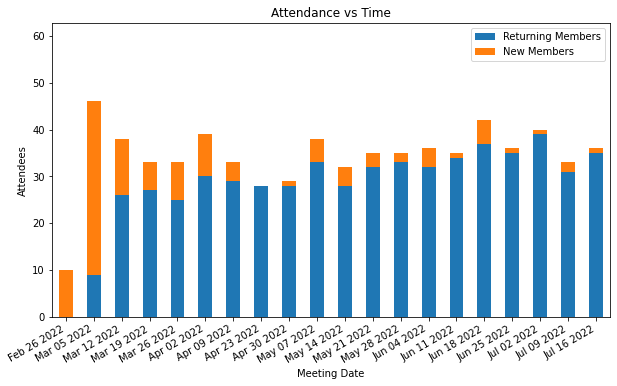 Attendance vs Time
Returning Members
New Members
60
50
40
30
20
10
0
Attendees
Feb 26 2022
Mar 05 2022
Mar 12 2022
Mar 19 2022
Mar 26 2022
Apr 02 2022
Apr 09 2022
Apr 23 2022
Apr 30 2022
May 07 2022
May 14 2022
May 21 2022
May 28 2022
Jun 04 2022
Jun 11 2022
Jun 18 2022
Jun 25 2022
Jul 02 2022
Jul 09 2022
Jul 16 2022
Meeting Date